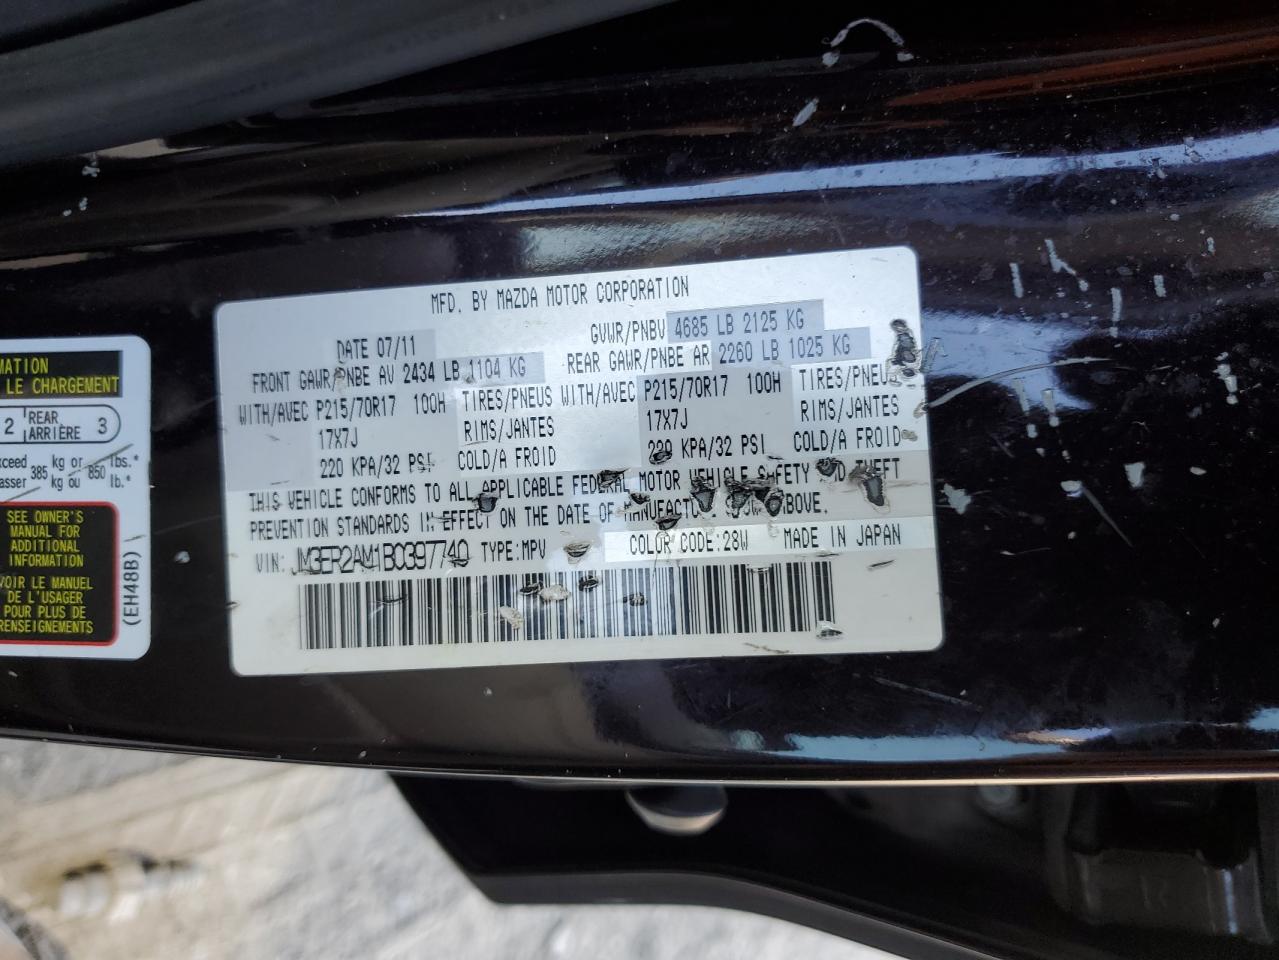 MATION
LE CHARGEMENT
2 REAR ARRIÈRE 3
xceed 385 kg or 850 lbs.*
asser kg ou lb.*
SEE OWNER'S
MANUAL FOR
ADDITIONAL
INFORMATION
VOIR LE MANUEL
DE L'USAGER
POUR PLUS DE
RENSEIGNEMENTS
(EH48B)
MFD. BY MAZDA MOTOR CORPORATION
DATE 07/11 GVWR/PNBV 4685 LB 2125 KG
FRONT GAWR/PNBE AV 2434 LB 1104 KG REAR GAWR/PNBE AR 2260 LB 1025 KG
WITH/AVEC P215/70R17 100H TIRES/PNEUS WITH/AVEC P215/70R17 100H TIRES/PNEUS
17X7J RIMS/JANTES 17X7J RIMS/JANTES
220 KPA/32 PSI COLD/A FROID 220 KPA/32 PSI COLD/A FROID
THIS VEHICLE CONFORMS TO ALL APPLICABLE FEDERAL MOTOR VEHICLE SAFETY AND THEFT
PREVENTION STANDARDS IN EFFECT ON THE DATE OF MANUFACTURE SHOWN ABOVE.
VIN: JM3ER2AM1B0397740 TYPE:MPV COLOR CODE:28W MADE IN JAPAN